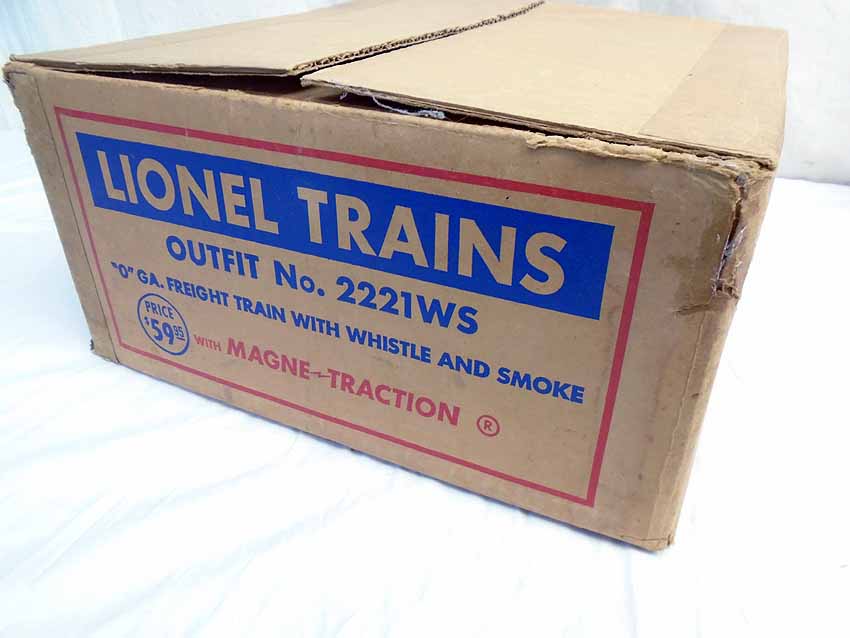 LIONEL TRAINS
OUTFIT No. 2221WS
"O" GA. FREIGHT TRAIN WITH WHISTLE AND SMOKE
PRICE
$59.95
WITH MAGNE-TRACTION ®